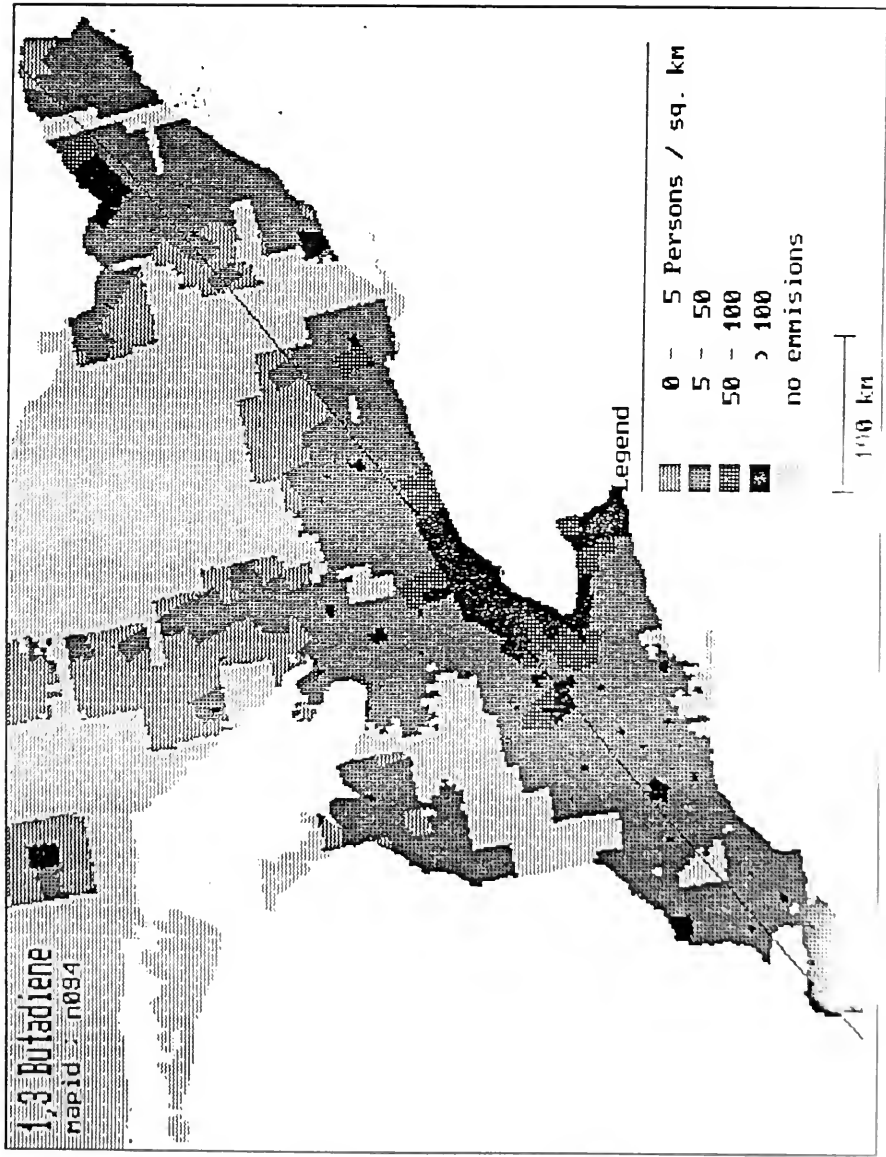 1,3 Butadiene
mapid : n094
Legend
0 - 5 Persons / sq. km
5 - 50
50 - 100
> 100
no emmisions
km